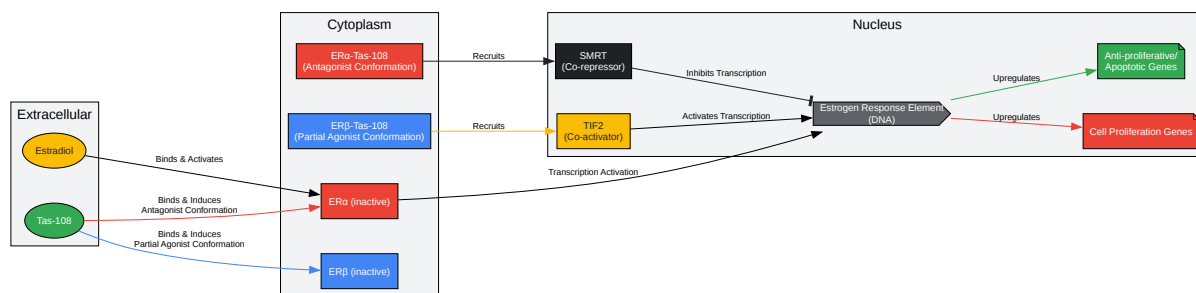 Extracellular
Estradiol
Tas-108
Binds & Activates
Binds & Induces
Antagonist Conformation
Binds & Induces
Partial Agonist Conformation
Cytoplasm
ERα-Tas-108
(Antagonist Conformation)
ERβ-Tas-108
(Partial Agonist Conformation)
ERα (inactive)
ERβ (inactive)
Recruits
Recruits
Transcription Activation
Nucleus
SMRT
(Co-repressor)
TIF2
(Co-activator)
Inhibits Transcription
Activates Transcription
Estrogen Response Element
(DNA)
Upregulates
Upregulates
Anti-proliferative/
Apoptotic Genes
Cell Proliferation Genes